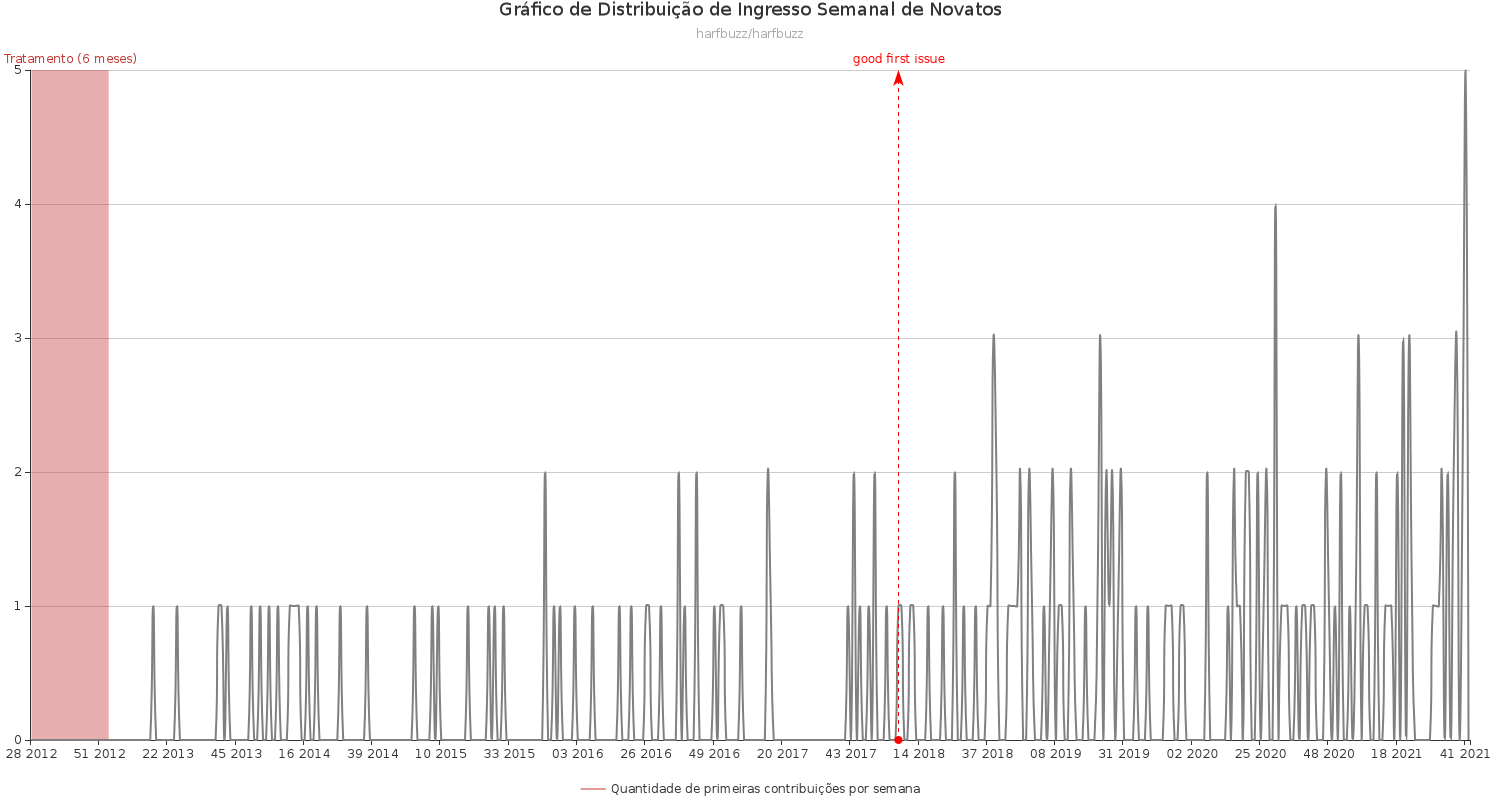 Gráfico de Distribuição de Ingresso Semanal de Novatos
harfbuzz/harfbuzz
Tratamento (6 meses)
good first issue
5
4
3
2
1
0
28 2012 51 2012 22 2013 45 2013 16 2014 39 2014 10 2015 33 2015 03 2016 26 2016 49 2016 20 2017 43 2017 14 2018 37 2018 08 2019 31 2019 02 2020 25 2020 48 2020 18 2021 41 2021
Quantidade de primeiras contribuições por semana